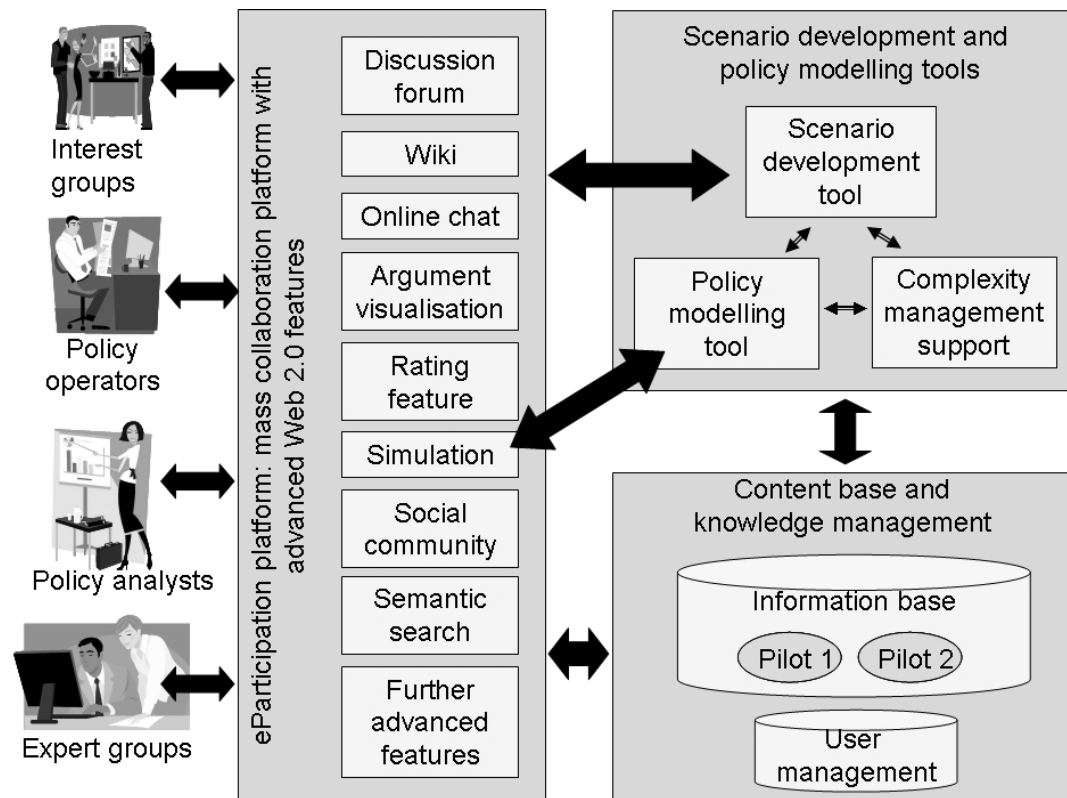 Interest
groups
Policy
operators
Policy analysts
Expert groups
eParticipation platform: mass collaboration platform with
advanced Web 2.0 features
Discussion
forum
Wiki
Online chat
Argument
visualisation
Rating
feature
Simulation
Social
community
Semantic
search
Further
advanced
features
Scenario development and
policy modelling tools
Scenario
development
tool
Policy
modelling
tool
Complexity
management
support
Content base and
knowledge management
Information base
Pilot 1
Pilot 2
User
management